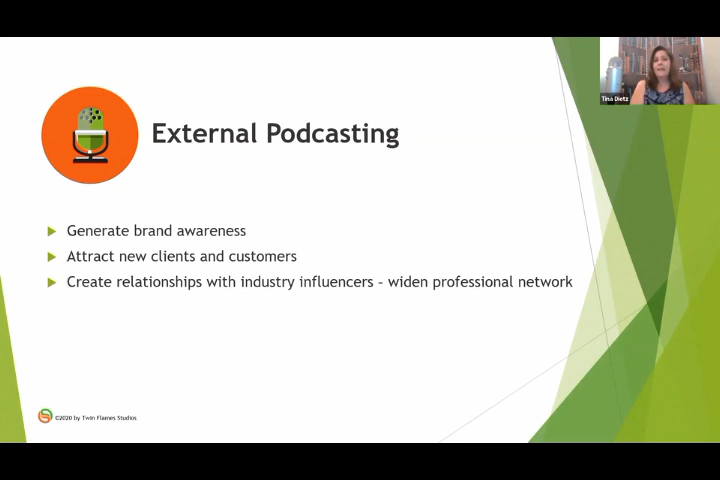 Tina Dietz
External Podcasting
Generate brand awareness
Attract new clients and customers
Create relationships with industry influencers – widen professional network
©2020 by Twin Flames Studios